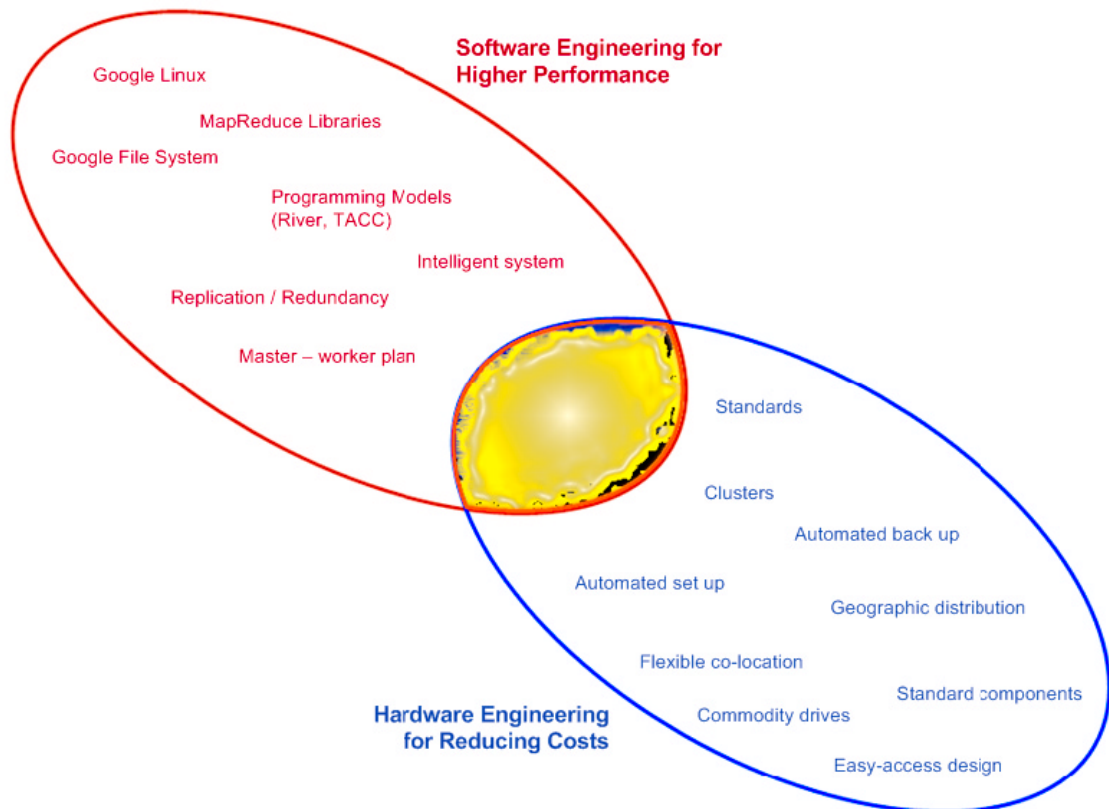 Software Engineering for
Higher Performance
Google Linux
MapReduce Libraries
Google File System
Programming Models
(River, TACC)
Intelligent system
Replication / Redundancy
Master – worker plan
Standards
Clusters
Automated back up
Automated set up
Geographic distribution
Flexible co-location
Standard components
Commodity drives
Hardware Engineering
for Reducing Costs
Easy-access design